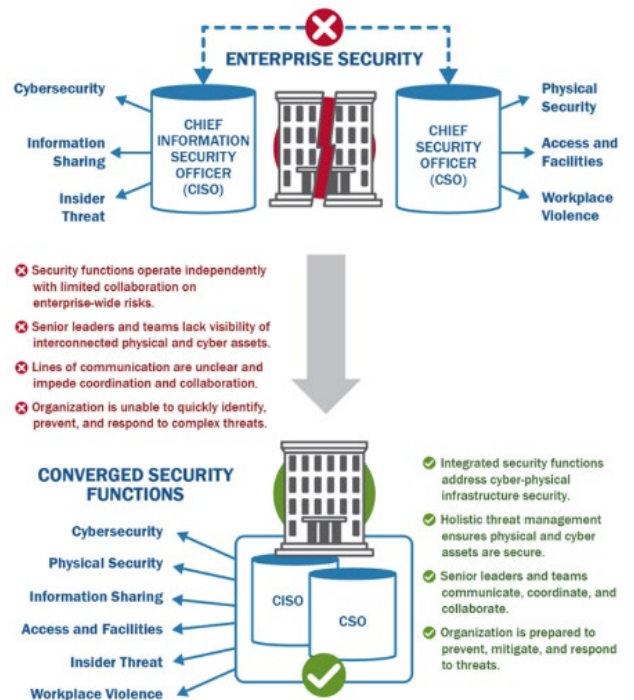 ENTERPRISE SECURITY
Cybersecurity
Information
Sharing
Insider
Threat
CHIEF
INFORMATION
SECURITY
OFFICER
(CISO)
CHIEF
SECURITY
OFFICER
(CSO)
Physical
Security
Access and
Facilities
Workplace
Violence
Security functions operate independently
with limited collaboration on
enterprise-wide risks.
Senior leaders and teams lack visibility of
interconnected physical and cyber assets.
Lines of communication are unclear and
impede coordination and collaboration.
Organization is unable to quickly identify,
prevent, and respond to complex threats.
CONVERGED SECURITY
FUNCTIONS
Cybersecurity
Physical Security
Information Sharing
Access and Facilities
Insider Threat
Workplace Violence
CISO
CSO
Integrated security functions
address cyber-physical
infrastructure security.
Holistic threat management
ensures physical and cyber
assets are secure.
Senior leaders and teams
communicate, coordinate, and
collaborate.
Organization is prepared to
prevent, mitigate, and respond
to threats.